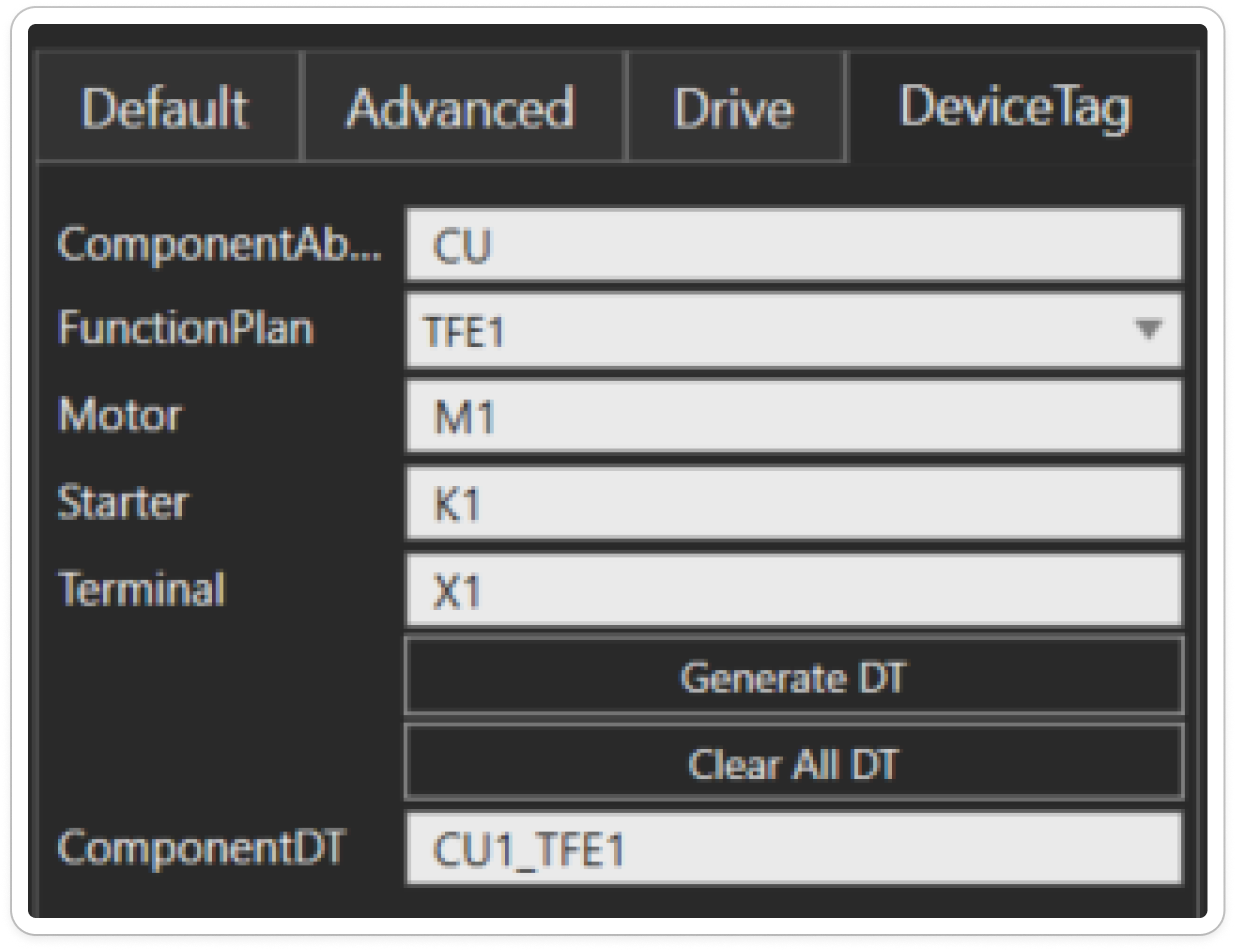 Default Advanced Drive DeviceTag
ComponentAb... CU
FunctionPlan TFE1
Motor M1
Starter K1
Terminal X1
Generate DT
Clear All DT
ComponentDT CU1_TFE1